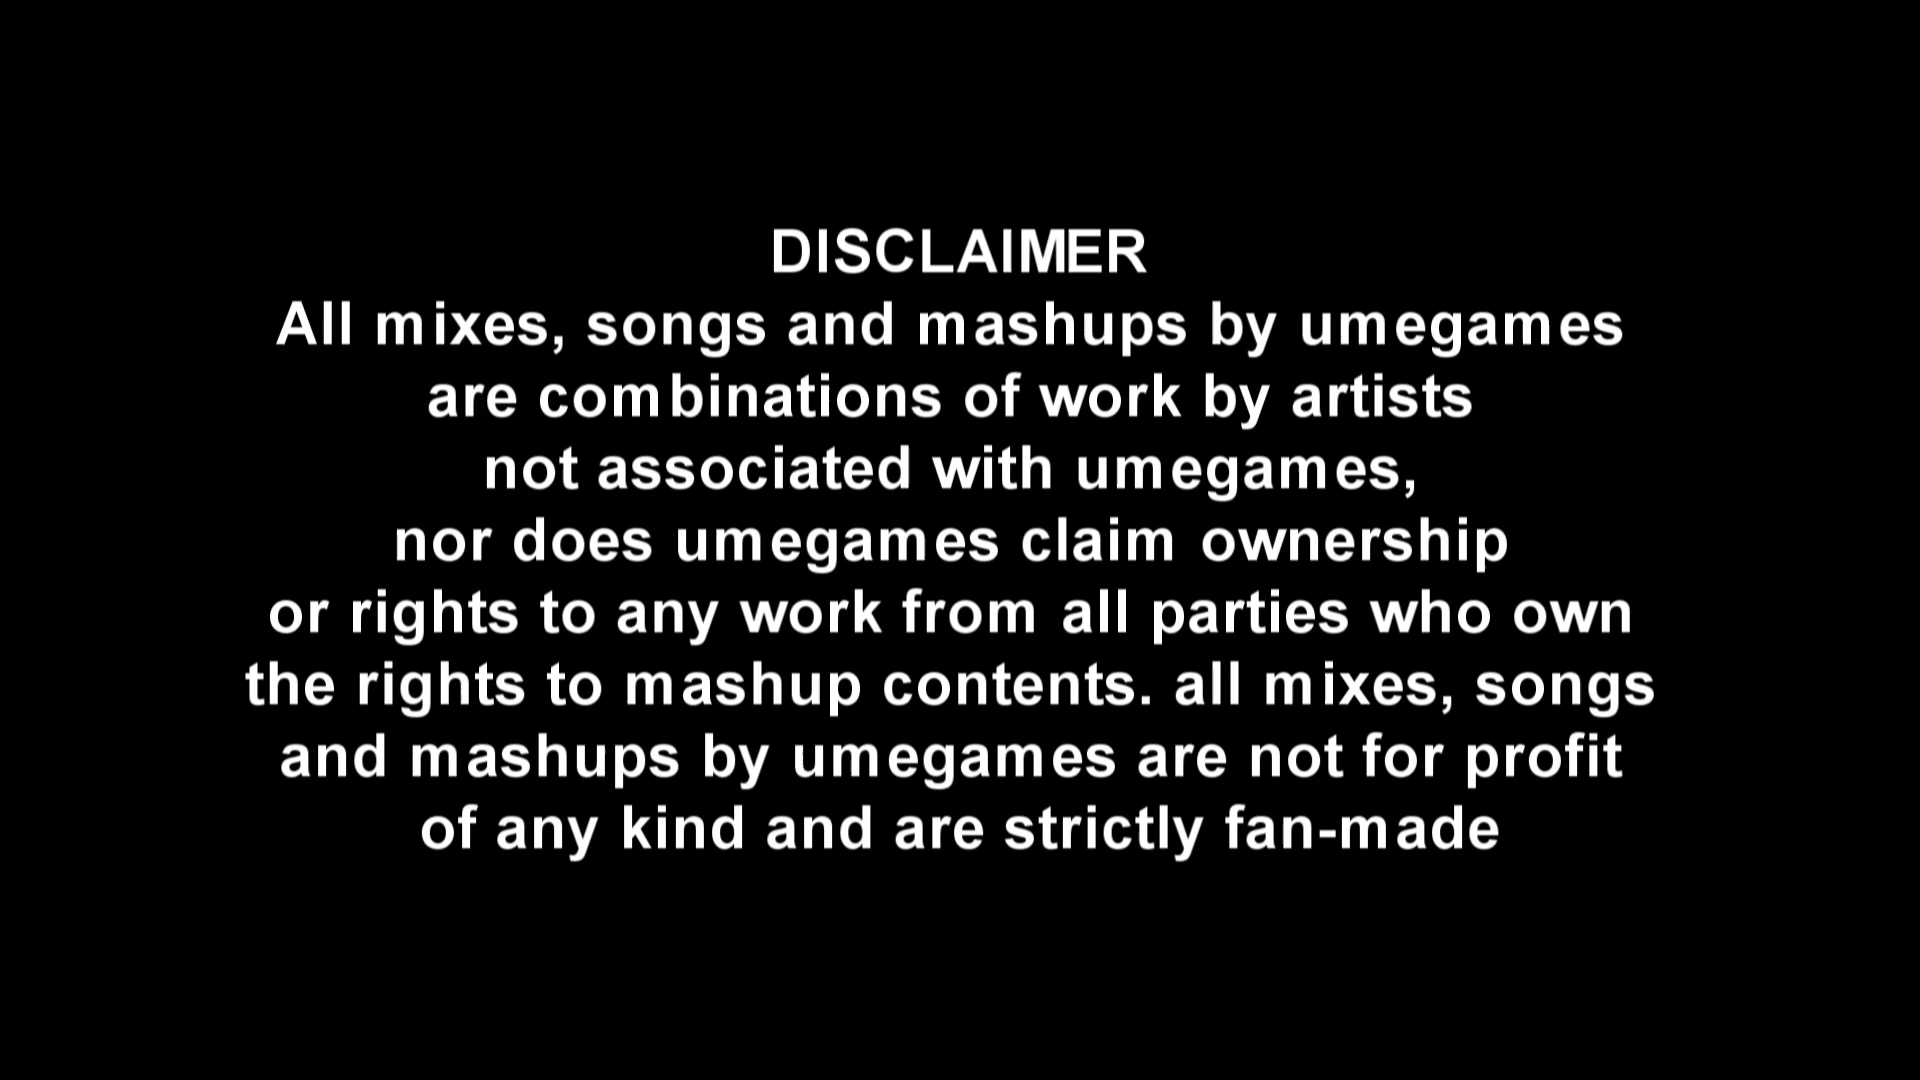 DISCLAIMER
All mixes, songs and mashups by umegames
are combinations of work by artists
not associated with umegames,
nor does umegames claim ownership
or rights to any work from all parties who own
the rights to mashup contents. all mixes, songs
and mashups by umegames are not for profit
of any kind and are strictly fan-made